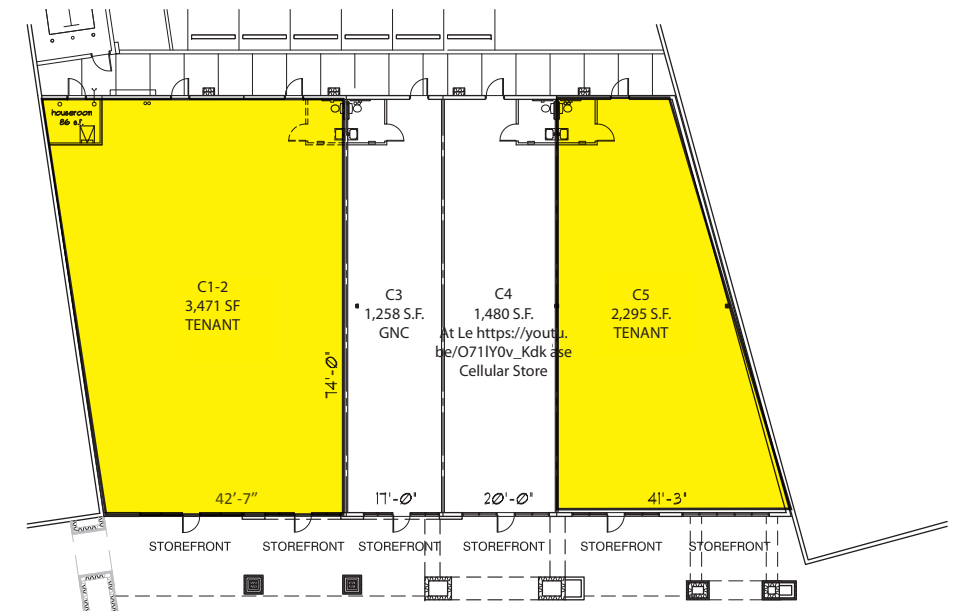 houseroom
86 s.f.
C1-2
3,471 SF
TENANT
C3
1,258 S.F.
GNC
C4
1,480 S.F.
At Le https://youtu.
be/O71lY0v_Kdk ase
Cellular Store
C5
2,295 S.F.
TENANT
74'-0"
42'-7"
17'-0"
20'-0"
41'-3"
STOREFRONT
STOREFRONT
STOREFRONT
STOREFRONT
STOREFRONT
STOREFRONT